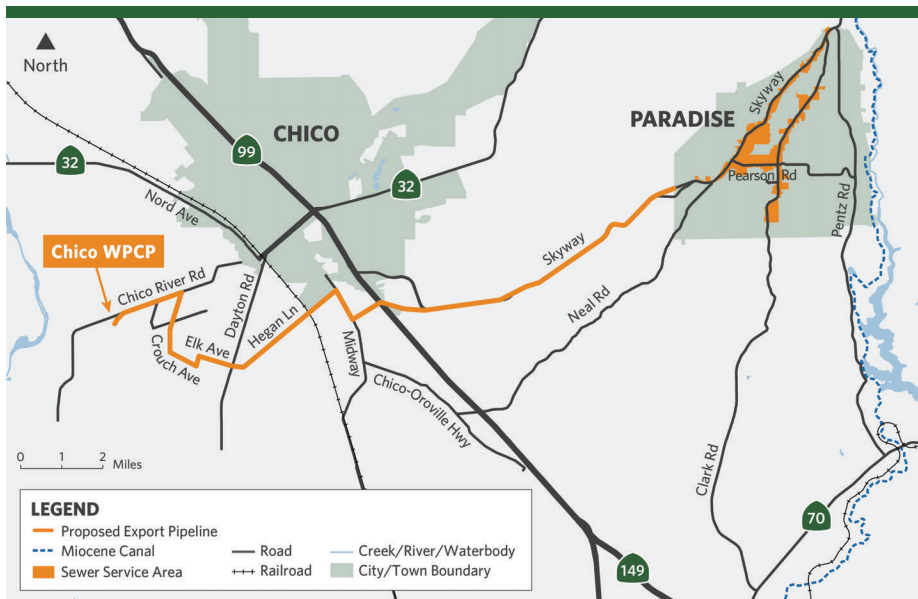 North
32
99
CHICO
32
PARADISE
Skyway
Pearson Rd
Pentz Rd
Nord Ave
Chico WPCP
Chico River Rd
Dayton Rd
Hegan Ln
Elk Ave
Crouch Ave
Midway
Skyway
Neal Rd
Chico-Oroville Hwy
Clark Rd
70
149
0 1 2 Miles
LEGEND
Proposed Export Pipeline
Miocene Canal
Sewer Service Area
Road
Railroad
Creek/River/Waterbody
City/Town Boundary